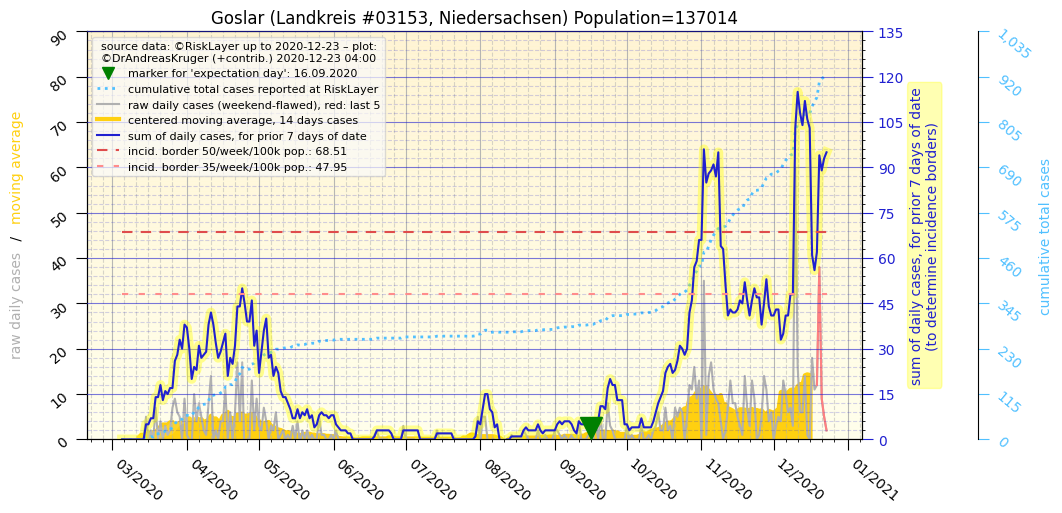 Goslar (Landkreis #03153, Niedersachsen) Population=137014
source data: ©RiskLayer up to 2020-12-23 – plot:
©DrAndreasKruger (+contrib.) 2020-12-23 04:00
marker for 'expectation day': 16.09.2020
cumulative total cases reported at RiskLayer
raw daily cases (weekend-flawed), red: last 5
centered moving average, 14 days cases
sum of daily cases, for prior 7 days of date
incid. border 50/week/100k pop.: 68.51
incid. border 35/week/100k pop.: 47.95
raw daily cases / moving average
90
80
70
60
50
40
30
20
10
0
135
120
105
90
75
60
45
30
15
0
sum of daily cases, for prior 7 days of date
(to determine incidence borders)
1,035
920
805
690
575
460
345
230
115
0
cumulative total cases
03/2020
04/2020
05/2020
06/2020
07/2020
08/2020
09/2020
10/2020
11/2020
12/2020
01/2021